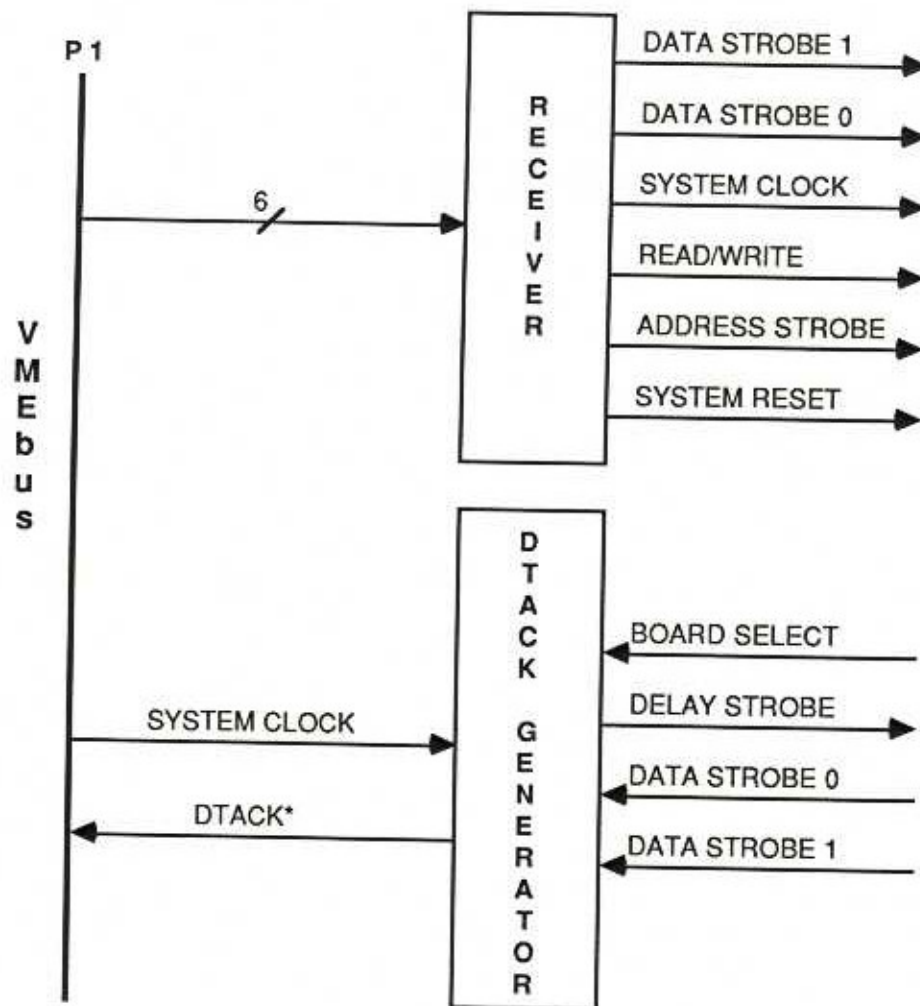 P 1
VMEbus
6
RECEIVER
DATA STROBE 1
DATA STROBE 0
SYSTEM CLOCK
READ/WRITE
ADDRESS STROBE
SYSTEM RESET
DTACK GENERATOR
SYSTEM CLOCK
DTACK*
BOARD SELECT
DELAY STROBE
DATA STROBE 0
DATA STROBE 1